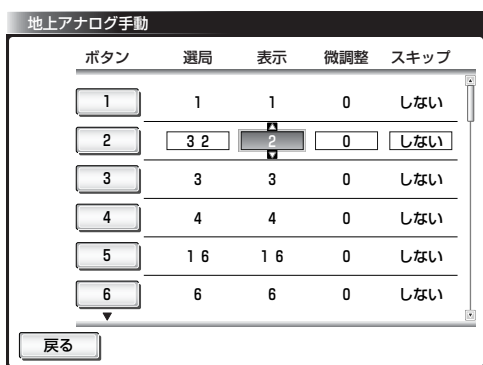 地上アナログ手動
ボタン 選局 表示 微調整 スキップ
1 1 1 0 しない
2 32 2 0 しない
3 3 3 0 しない
4 4 4 0 しない
5 16 16 0 しない
6 6 6 0 しない
戻る